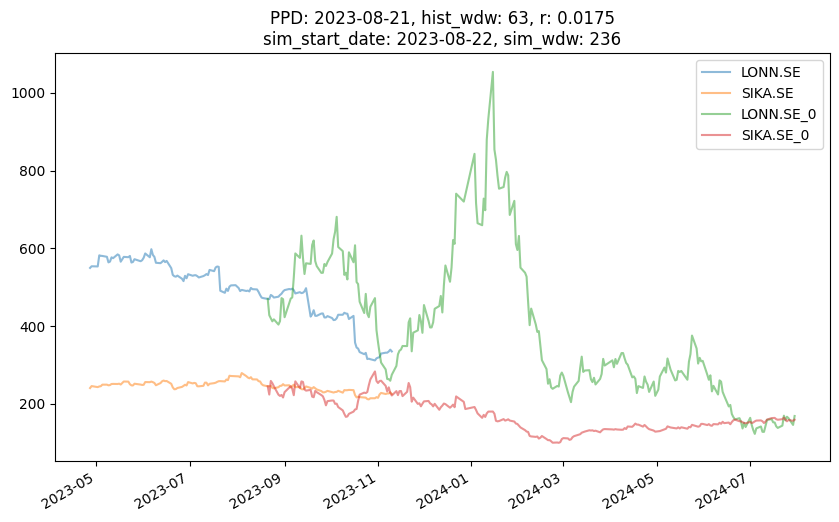 PPD: 2023-08-21, hist_wdw: 63, r: 0.0175
sim_start_date: 2023-08-22, sim_wdw: 236
LONN.SE
SIKA.SE
LONN.SE_0
SIKA.SE_0
1000
800
600
400
200
2023-05
2023-07
2023-09
2023-11
2024-01
2024-03
2024-05
2024-07